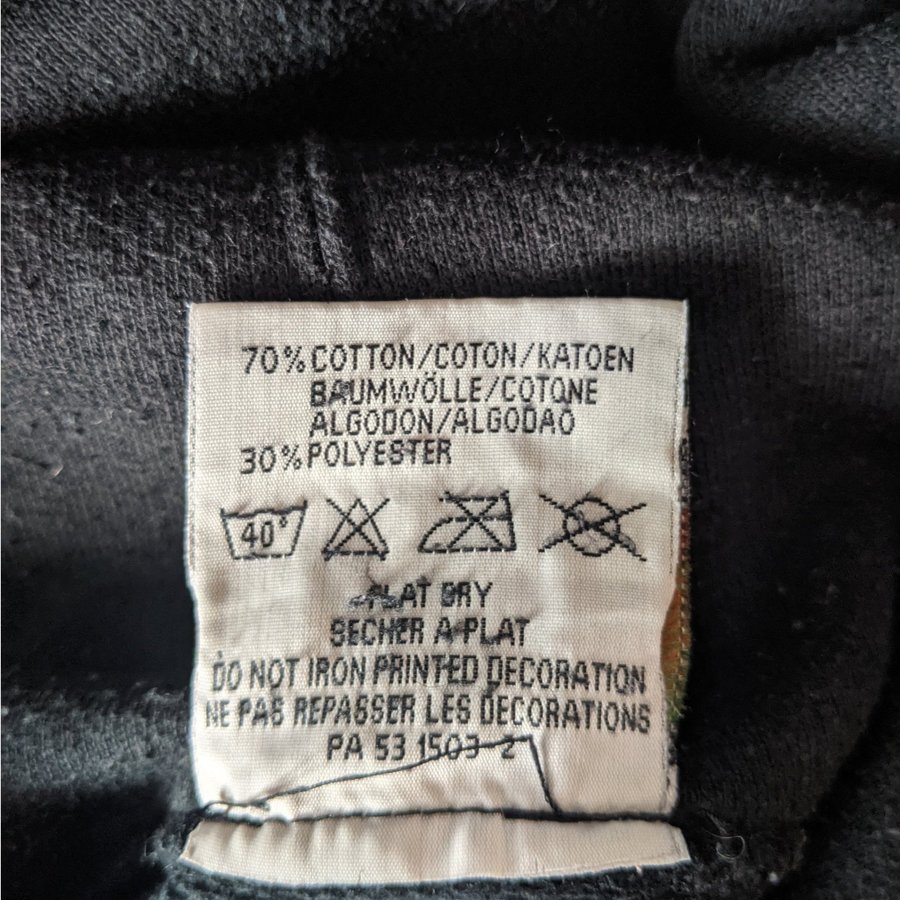 70% COTTON/COTON/KATOEN
BAUMWÖLLE/COTONE
ALGODON/ALGODAO
30% POLYESTER
40°
FLAT DRY
SECHER A PLAT
DO NOT IRON PRINTED DECORATION
NE PAS REPASSER LES DECORATIONS
PA 53 1503 2